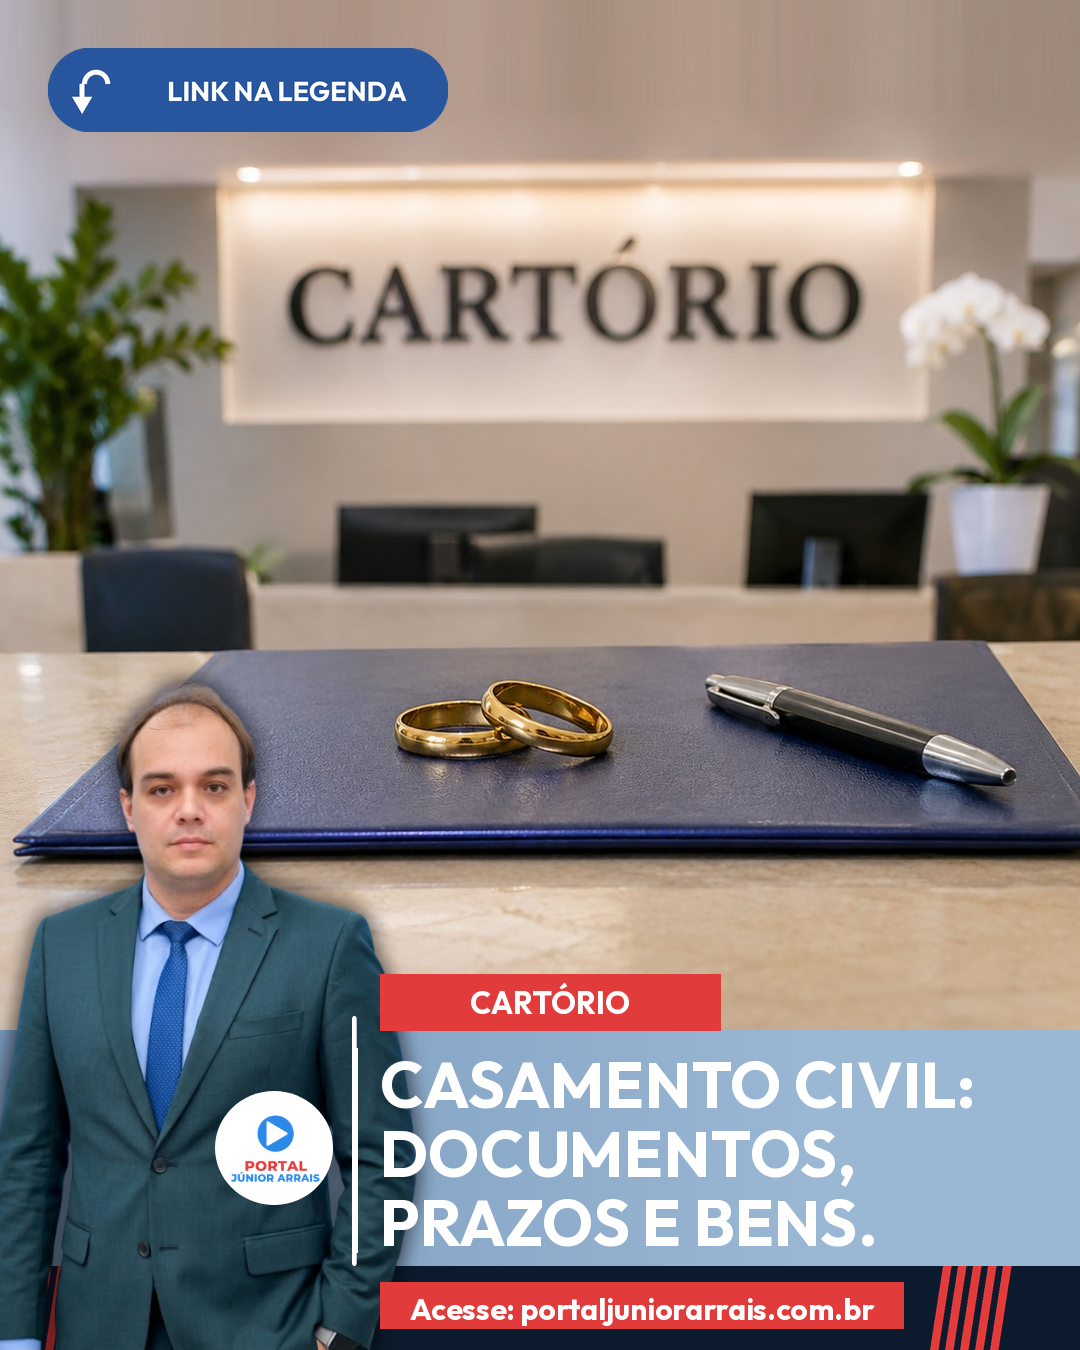 LINK NA LEGENDA
CARTÓRIO
CARTÓRIO
CASAMENTO CIVIL:
DOCUMENTOS,
PRAZOS E BENS.
PORTAL
JÚNIOR ARRAIS
Acesse: portaljuniorarrais.com.br